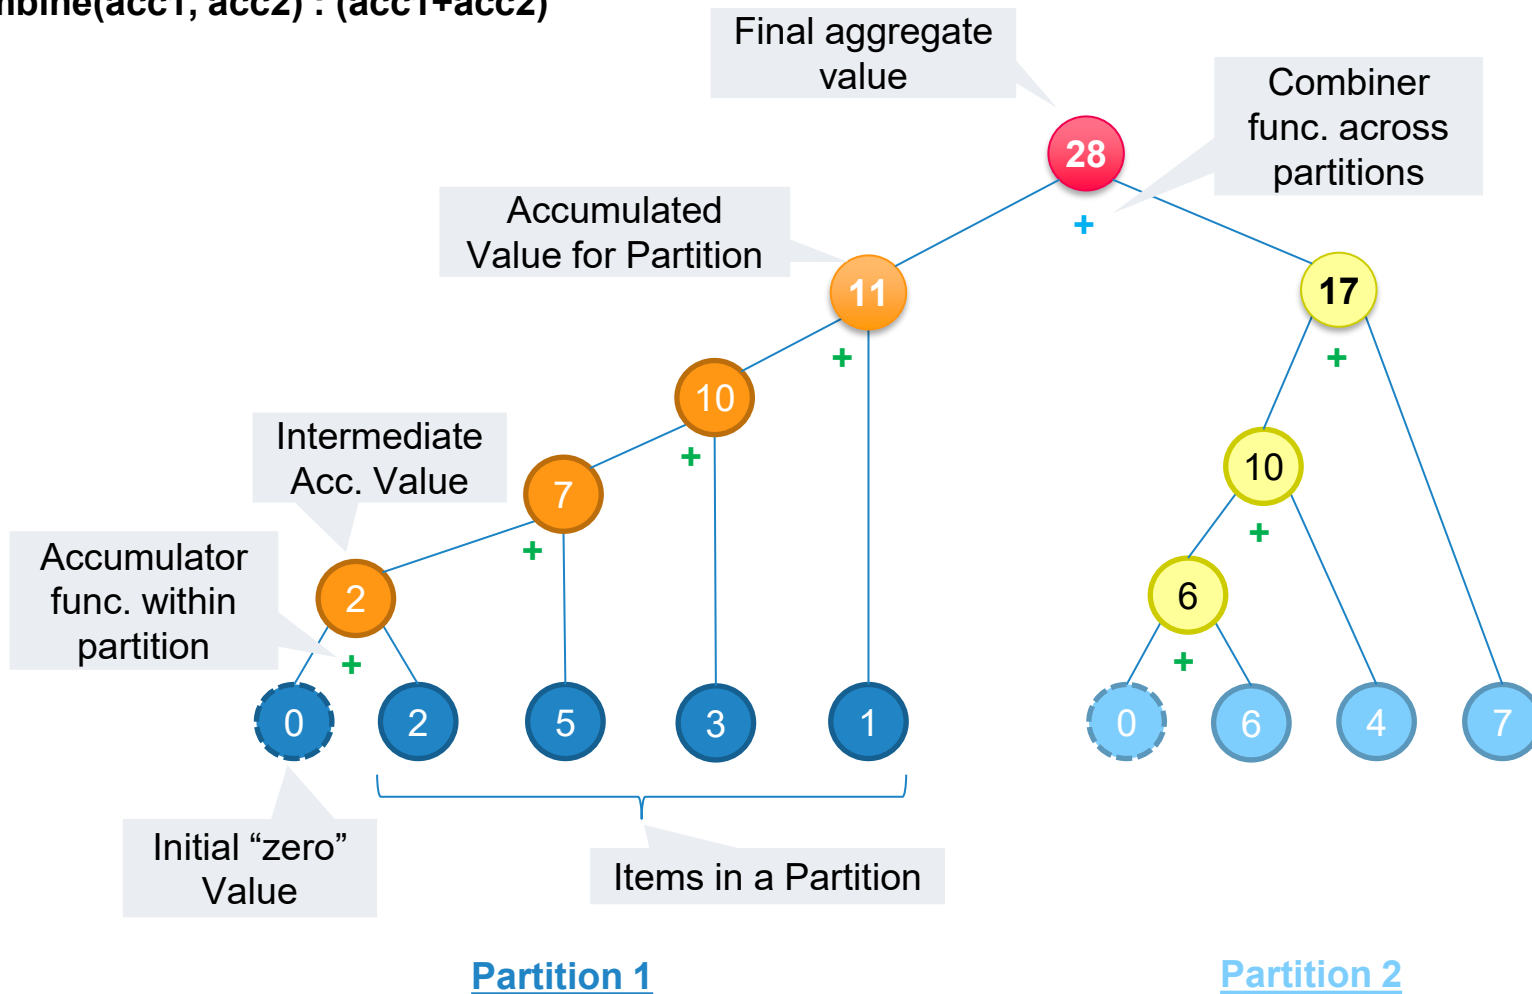 mbine(acc1, acc2) : (acc1+acc2)
Final aggregate
value
Combiner
func. across
partitions
28
+
Accumulated
Value for Partition
11
17
+
+
10
+
Intermediate
Acc. Value
7
+
10
+
Accumulator
func. within
partition
2
+
6
+
0
2
5
3
1
0
6
4
7
Initial “zero”
Value
Items in a Partition
Partition 1
Partition 2